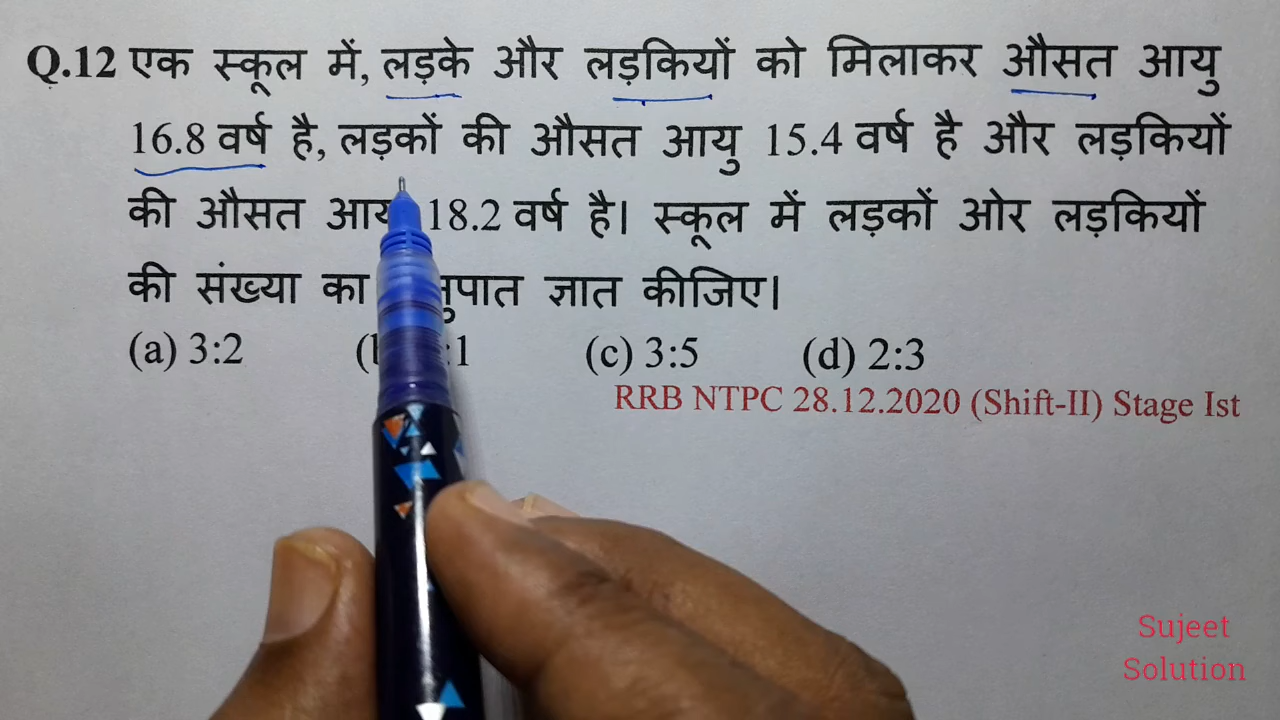 Q.12 एक स्कूल में, लड़के और लड़कियों को मिलाकर औसत आयु
16.8 वर्ष है, लड़कों की औसत आयु 15.4 वर्ष है और लड़कियों
की औसत 18.2 वर्ष है। स्कूल में लड़कों ओर लड़कियों
की संख्या का ज्ञात कीजिए।
(a) 3:2 :1 (c) 3:5 (d) 2:3
RRB NTPC 28.12.2020 (Shift-II) Stage Ist
Sujeet
Solution